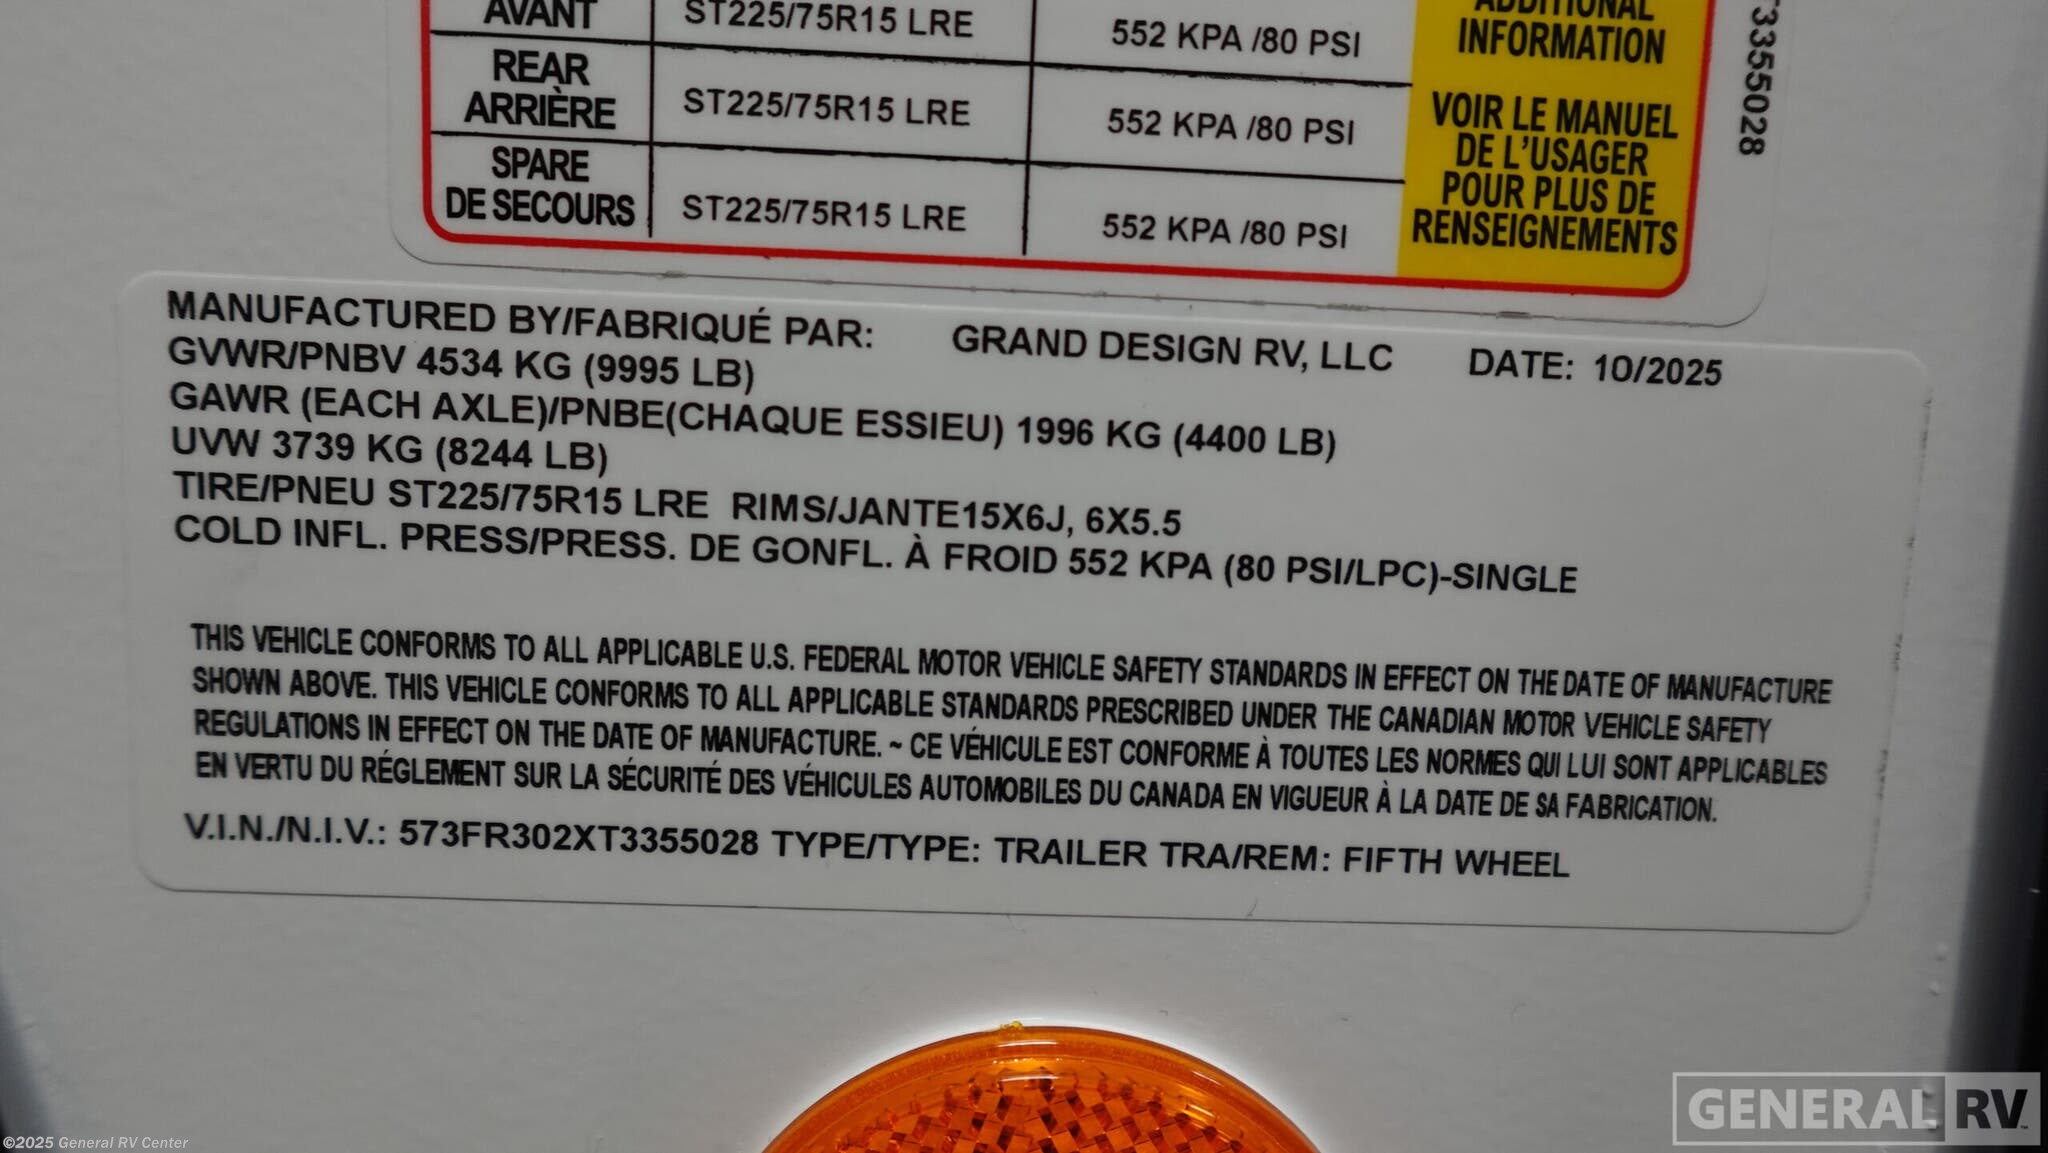 AVANT ST225/75R15 LRE 552 KPA /80 PSI
REAR
ARRIÈRE ST225/75R15 LRE 552 KPA /80 PSI
SPARE
DE SECOURS ST225/75R15 LRE 552 KPA /80 PSI
ADDITIONAL
INFORMATION
VOIR LE MANUEL
DE L'USAGER
POUR PLUS DE
RENSEIGNEMENTS
T3355028
MANUFACTURED BY/FABRIQUÉ PAR: GRAND DESIGN RV, LLC DATE: 10/2025
GVWR/PNBV 4534 KG (9995 LB)
GAWR (EACH AXLE)/PNBE(CHAQUE ESSIEU) 1996 KG (4400 LB)
UVW 3739 KG (8244 LB)
TIRE/PNEU ST225/75R15 LRE RIMS/JANTE15X6J, 6X5.5
COLD INFL. PRESS/PRESS. DE GONFL. À FROID 552 KPA (80 PSI/LPC)-SINGLE
THIS VEHICLE CONFORMS TO ALL APPLICABLE U.S. FEDERAL MOTOR VEHICLE SAFETY STANDARDS IN EFFECT ON THE DATE OF MANUFACTURE
SHOWN ABOVE. THIS VEHICLE CONFORMS TO ALL APPLICABLE STANDARDS PRESCRIBED UNDER THE CANADIAN MOTOR VEHICLE SAFETY
REGULATIONS IN EFFECT ON THE DATE OF MANUFACTURE. ~ CE VÉHICULE EST CONFORME À TOUTES LES NORMES QUI LUI SONT APPLICABLES
EN VERTU DU RÉGLEMENT SUR LA SÉCURITÉ DES VÉHICULES AUTOMOBILES DU CANADA EN VIGUEUR À LA DATE DE SA FABRICATION.
V.I.N./N.I.V.: 573FR302XT3355028 TYPE/TYPE: TRAILER TRA/REM: FIFTH WHEEL
GENERAL RV
©2025 General RV Center